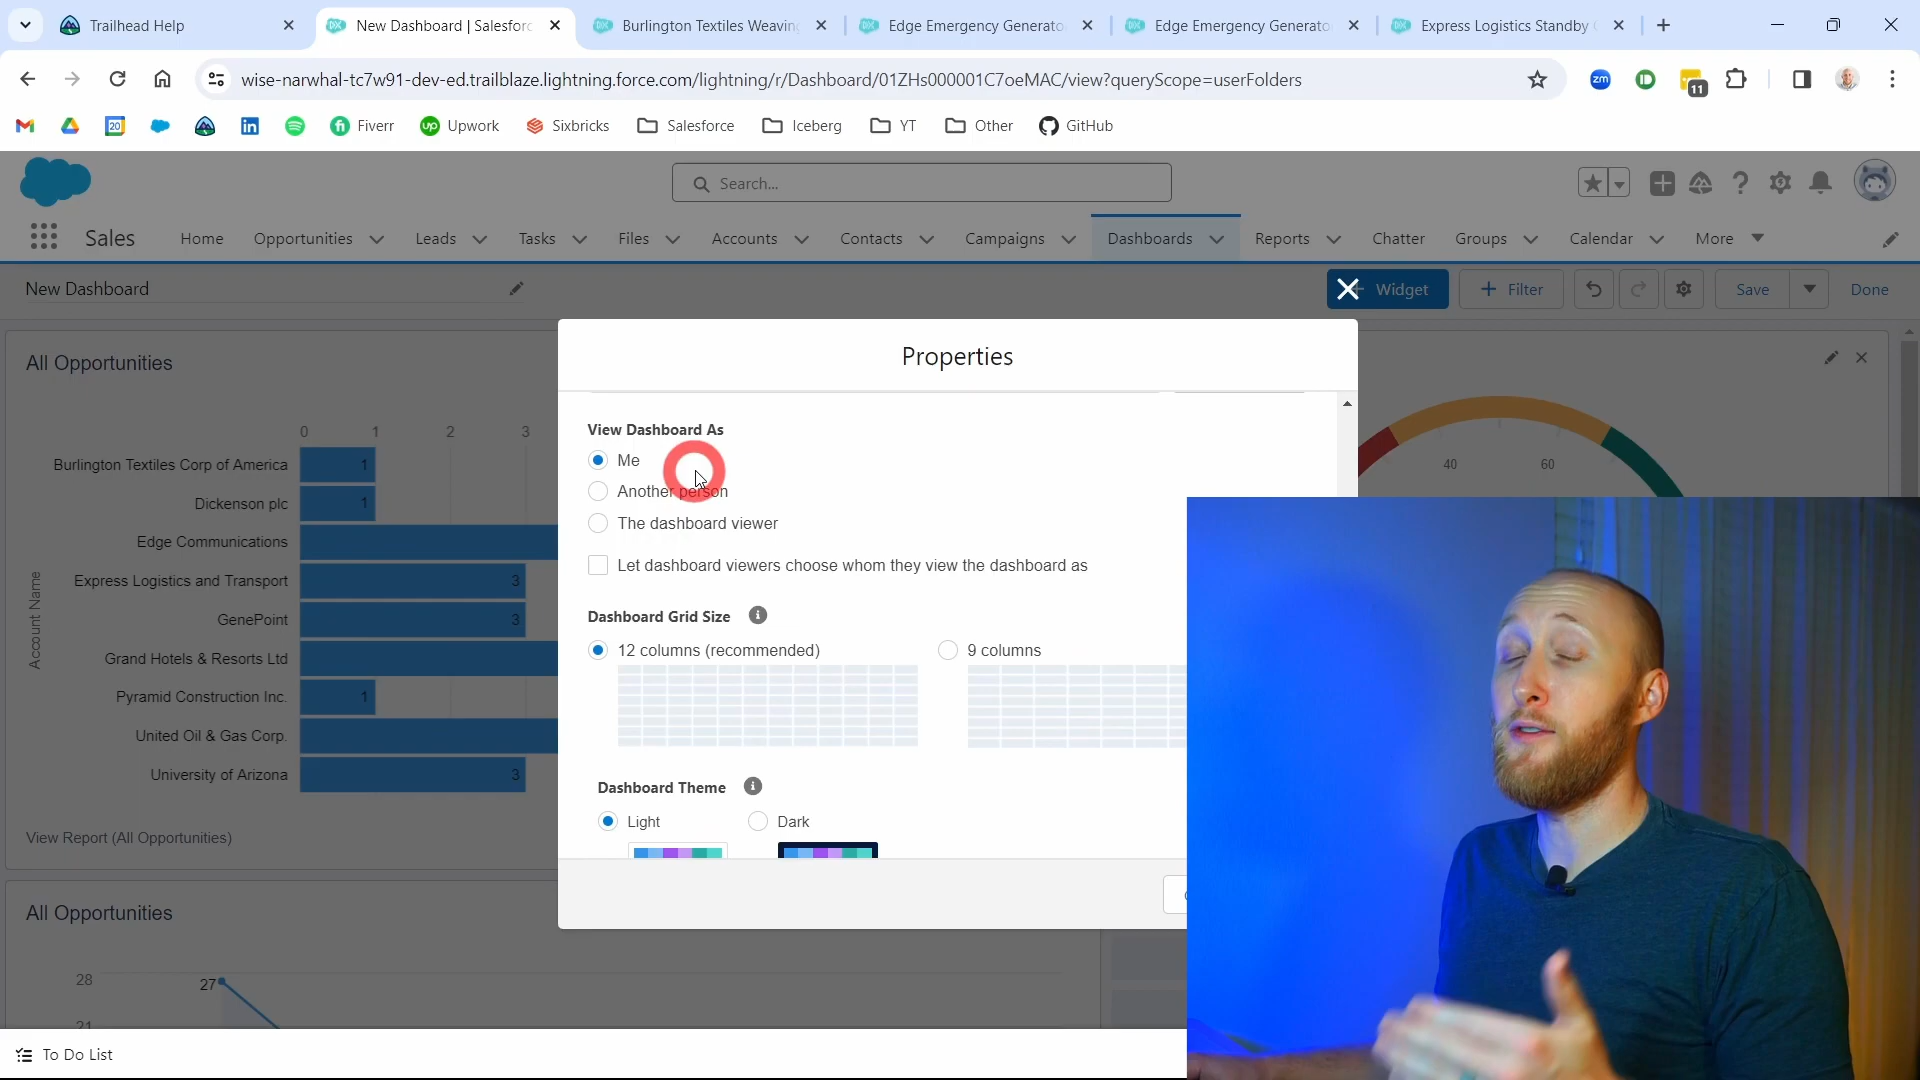 Trailhead Help
New Dashboard | Salesforc
Burlington Textiles Weaving
Edge Emergency Generato
Edge Emergency Generato
Express Logistics Standby
wise-narwhal-tc7w91-dev-ed.trailblaze.lightning.force.com/lightning/r/Dashboard/01ZHs000001C7oeMAC/view?queryScope=userFolders
zm
11
20
Fiverr
Upwork
Sixbricks
Salesforce
Iceberg
YT
Other
GitHub
Search...
Sales
Home
Opportunities
Leads
Tasks
Files
Accounts
Contacts
Campaigns
Dashboards
Reports
Chatter
Groups
Calendar
More
New Dashboard
Widget
+ Filter
Save
Done
All Opportunities
0 1 2 3
Account Name
Burlington Textiles Corp of America 1
Dickenson plc 1
Edge Communications
Express Logistics and Transport 3
GenePoint 3
Grand Hotels & Resorts Ltd
Pyramid Construction Inc. 1
United Oil & Gas Corp.
University of Arizona 3
View Report (All Opportunities)
Properties
View Dashboard As
Me
Another person
The dashboard viewer
Let dashboard viewers choose whom they view the dashboard as
Dashboard Grid Size
12 columns (recommended)
9 columns
Dashboard Theme
Light
Dark
40
60
All Opportunities
28
27
21
To Do List